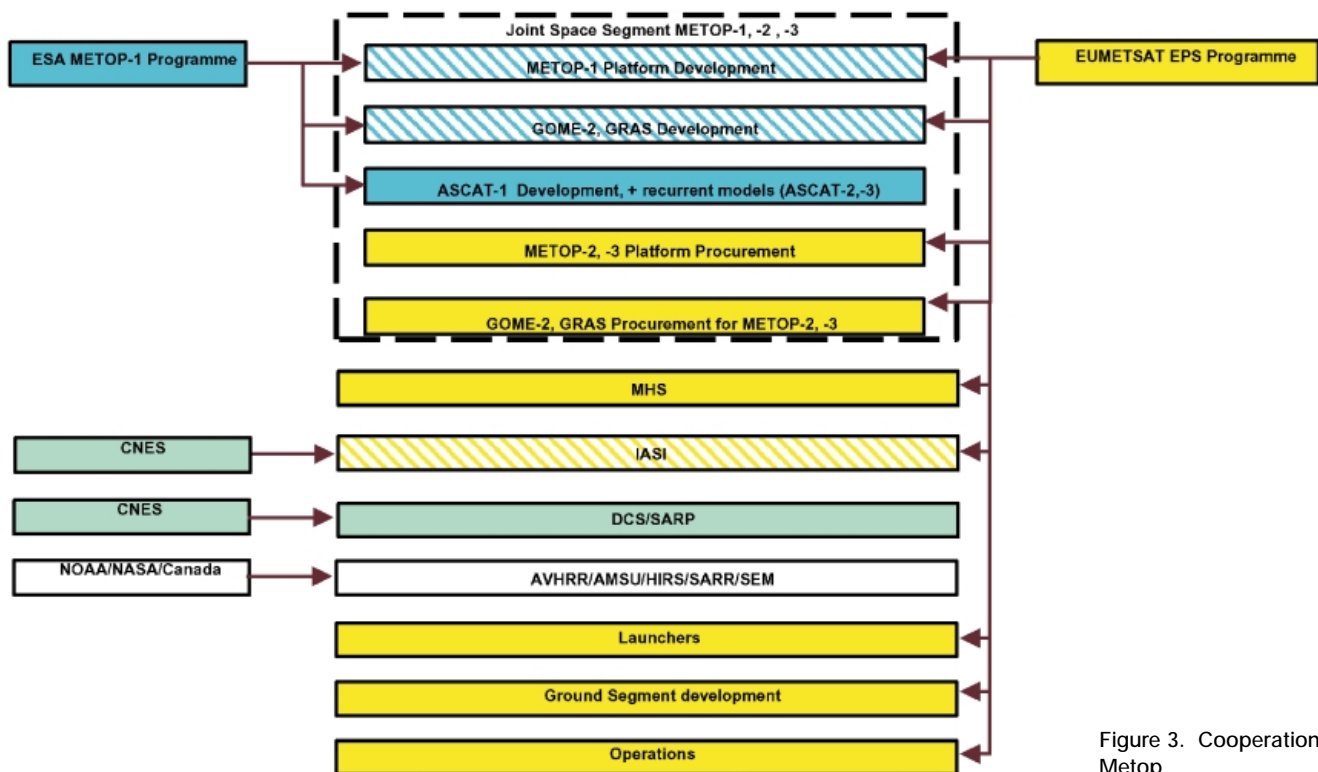 Joint Space Segment METOP-1, -2 , -3
ESA METOP-1 Programme
METOP-1 Platform Development
EUMETSAT EPS Programme
GOME-2, GRAS Development
ASCAT-1 Development, + recurrent models (ASCAT-2,-3)
METOP-2, -3 Platform Procurement
GOME-2, GRAS Procurement for METOP-2, -3
MHS
CNES
IASI
CNES
DCS/SARP
NOAA/NASA/Canada
AVHRR/AMSU/HIRS/SARR/SEM
Launchers
Ground Segment development
Operations
Figure 3. Cooperation
Metop